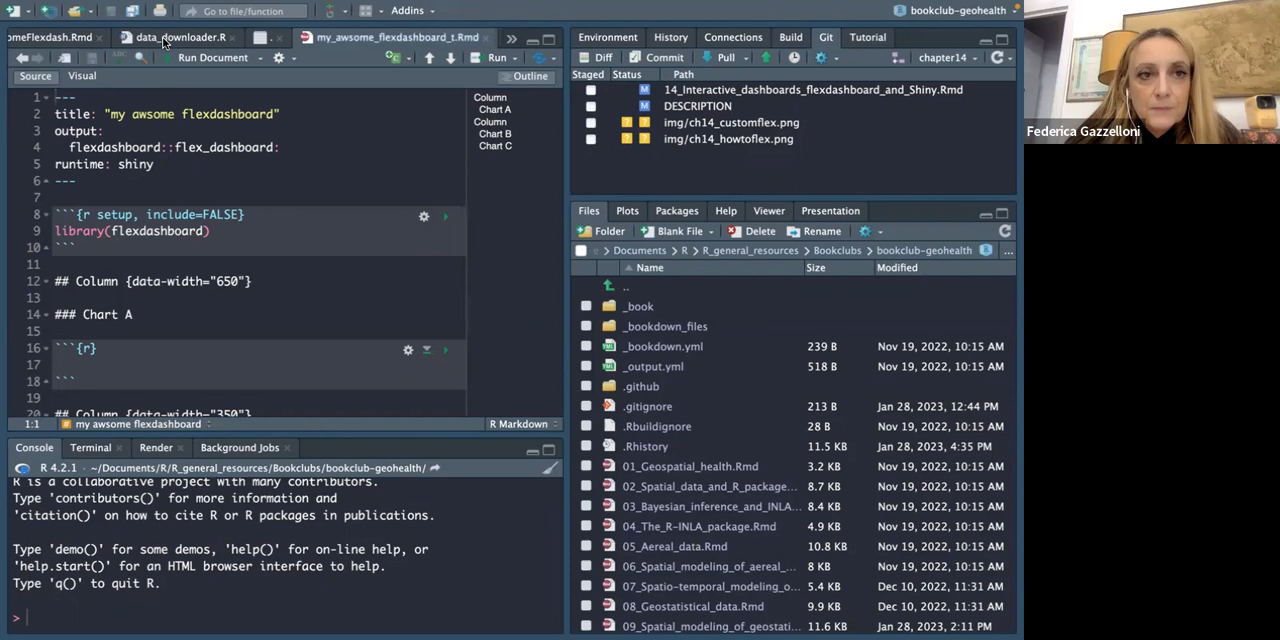 Go to file/function
Addins
bookclub-geohealth
omeFlexdash.Rmd
data_downloader.R
my_awsome_flexdashboard_t.Rmd
Run Document
Run
Source
Visual
Outline
1 ---
2 title: "my awsome flexdashboard"
3 output:
4 flexdashboard::flex_dashboard:
5 runtime: shiny
6 ---
7
8 ```{r setup, include=FALSE}
9 library(flexdashboard)
10 ```
11
12 ## Column {data-width="650"}
13
14 ### Chart A
15
16 ```{r}
17
18 ```
19
20 ## Column {data-width="350"}
Column
Chart A
Column
Chart B
Chart C
1:1
my awsome flexdashboard
R Markdown
Console
Terminal
Render
Background Jobs
R 4.2.1 · ~/Documents/R/R_general_resources/Bookclubs/bookclub-geohealth/
R is a collaborative project with many contributors.
Type 'contributors()' for more information and
'citation()' on how to cite R or R packages in publications.
Type 'demo()' for some demos, 'help()' for on-line help, or
'help.start()' for an HTML browser interface to help.
Type 'q()' to quit R.
>
Environment
History
Connections
Build
Git
Tutorial
Diff
Commit
Pull
chapter14
Staged Status Path
M 14_Interactive_dashboards_flexdashboard_and_Shiny.Rmd
M DESCRIPTION
? ? img/ch14_customflex.png
? ? img/ch14_howtoflex.png
Files
Plots
Packages
Help
Viewer
Presentation
Folder
Blank File
Delete
Rename
Documents > R > R_general_resources > Bookclubs > bookclub-geohealth
...
Name Size Modified
..
_book
_bookdown_files
_bookdown.yml 239 B Nov 19, 2022, 10:15 AM
_output.yml 518 B Nov 19, 2022, 10:15 AM
.github
.gitignore 213 B Jan 28, 2023, 12:44 PM
.Rbuildignore 28 B Nov 19, 2022, 10:15 AM
.Rhistory 11.5 KB Jan 28, 2023, 4:35 PM
01_Geospatial_health.Rmd 3.2 KB Nov 19, 2022, 10:15 AM
02_Spatial_data_and_R_package... 8.7 KB Nov 19, 2022, 10:15 AM
03_Bayesian_inference_and_INLA... 8.4 KB Nov 19, 2022, 10:15 AM
04_The_R-INLA_package.Rmd 4.9 KB Nov 19, 2022, 10:15 AM
05_Aereal_data.Rmd 10.8 KB Nov 19, 2022, 10:15 AM
06_Spatial_modeling_of_aereal_... 8 KB Nov 19, 2022, 10:15 AM
07_Spatio-temporal_modeling_o... 5.4 KB Dec 10, 2022, 11:31 AM
08_Geostatistical_data.Rmd 9.9 KB Dec 10, 2022, 11:31 AM
09_Spatial_modeling_of_geostati... 11.6 KB Jan 28, 2023, 2:11 PM
Federica Gazzelloni